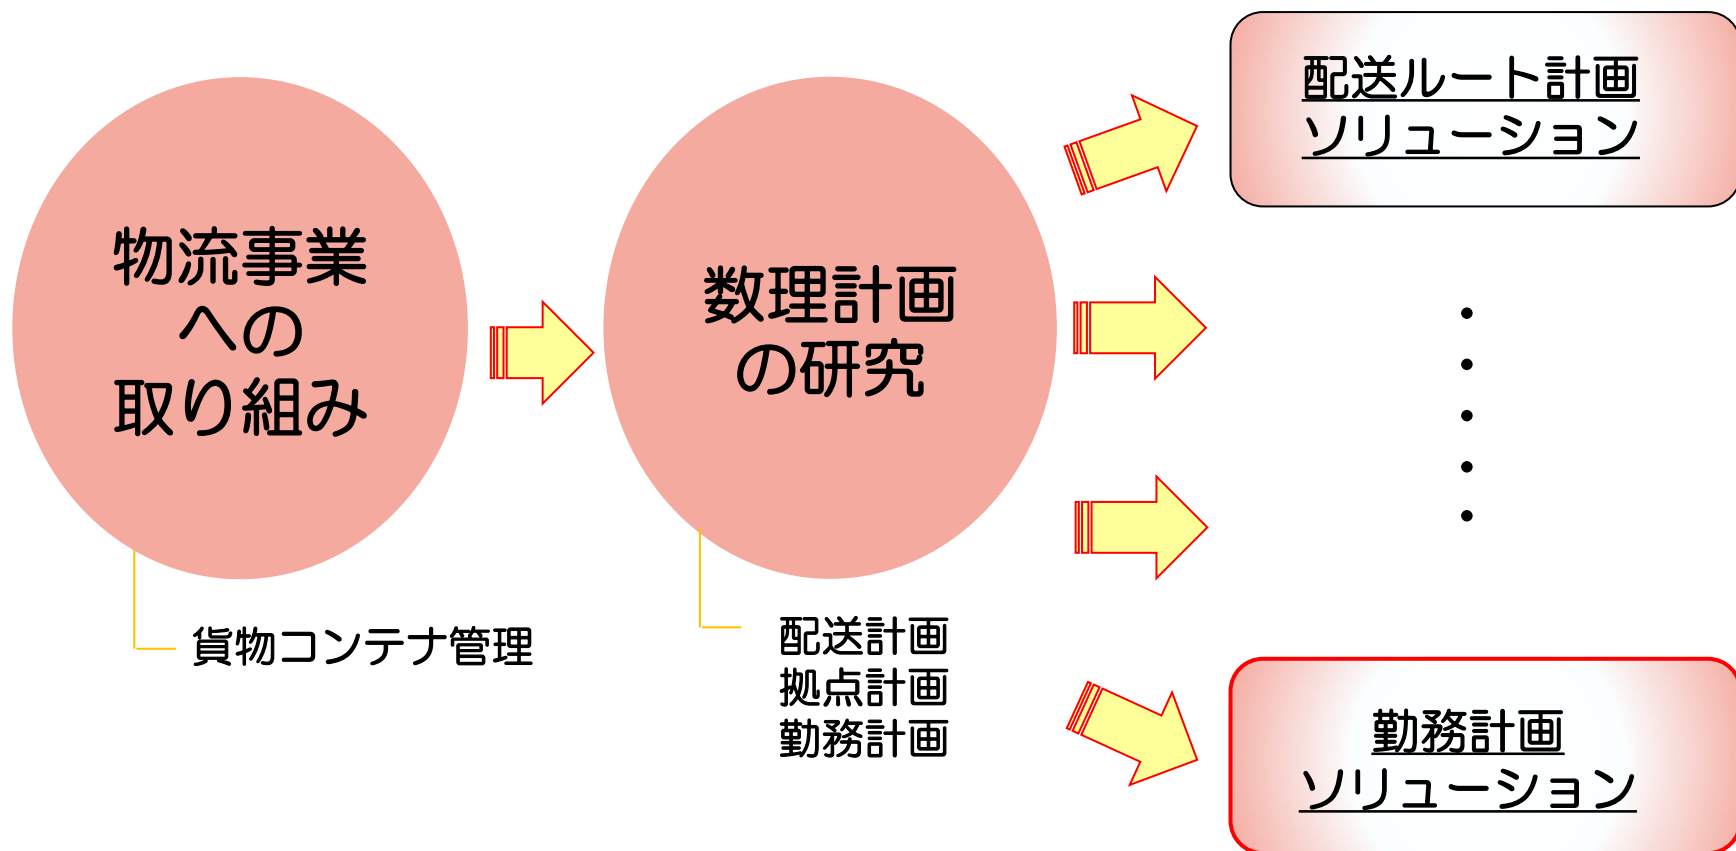 物流事業
への
取り組み
貨物コンテナ管理
数理計画
の研究
配送計画
拠点計画
勤務計画
配送ルート計画
ソリューション
・
・
・
・
・
勤務計画
ソリューション